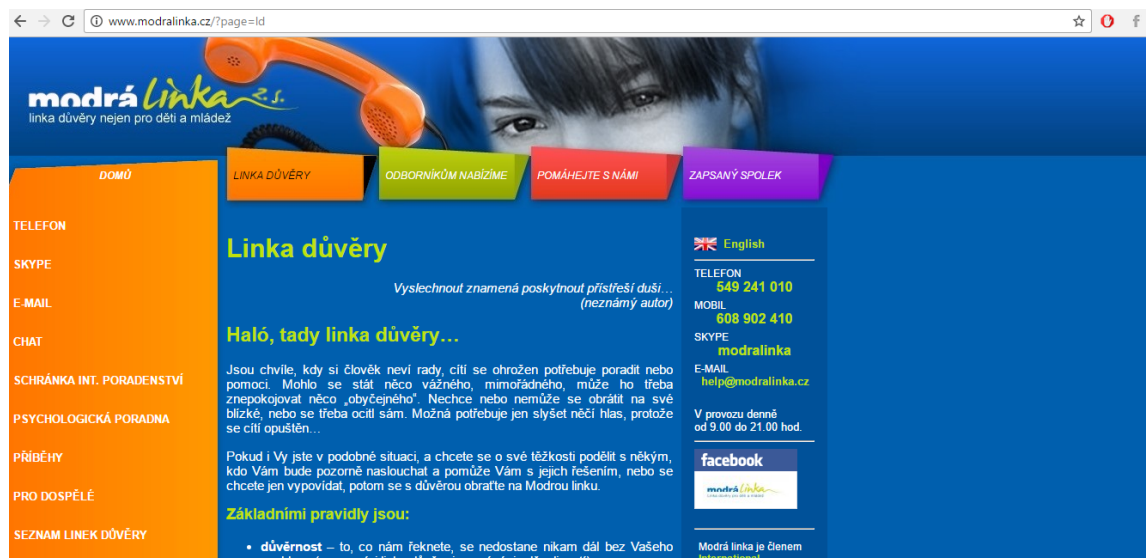 www.modralinka.cz/?page=ld
modrá linka z.s.
linka důvěry nejen pro děti a mládež
DOMŮ
LINKA DŮVĚRY
ODBORNÍKŮM NABÍZÍME
POMÁHEJTE S NÁMI
ZAPSANÝ SPOLEK
TELEFON
SKYPE
E-MAIL
CHAT
SCHRÁNKA INT. PORADENSTVÍ
PSYCHOLOGICKÁ PORADNA
PŘÍBĚHY
PRO DOSPĚLÉ
SEZNAM LINEK DŮVĚRY
Linka důvěry
Vyslechnout znamená poskytnout přístřeší duši…
(neznámý autor)
Haló, tady linka důvěry…
Jsou chvíle, kdy si člověk neví rady, cítí se ohrožen potřebuje poradit nebo
pomoci. Mohlo se stát něco vážného, mimořádného, může ho třeba
znepokojovat něco „obyčejného". Nechce nebo nemůže se obrátit na své
blízké, nebo se třeba ocitl sám. Možná potřebuje jen slyšet něčí hlas, protože
se cítí opuštěn…
Pokud i Vy jste v podobné situaci, a chcete se o své těžkosti podělit s někým,
kdo Vám bude pozorně naslouchat a pomůže Vám s jejich řešením, nebo se
chcete jen vypovídat, potom se s důvěrou obraťte na Modrou linku.
Základními pravidly jsou:
• důvěrnost – to, co nám řeknete, se nedostane nikam dál bez Vašeho
English
TELEFON
549 241 010
MOBIL
608 902 410
SKYPE
modralinka
E-MAIL
help@modralinka.cz
V provozu denně
od 9.00 do 21.00 hod.
facebook
modrá linka
Modrá linka je členem
International